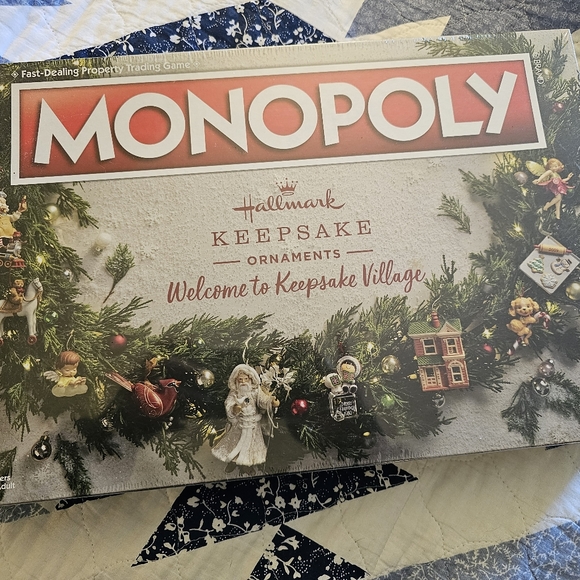 Fast-Dealing Property Trading Game
MONOPOLY
Hallmark
KEEPSAKE
ORNAMENTS
Welcome to Keepsake Village